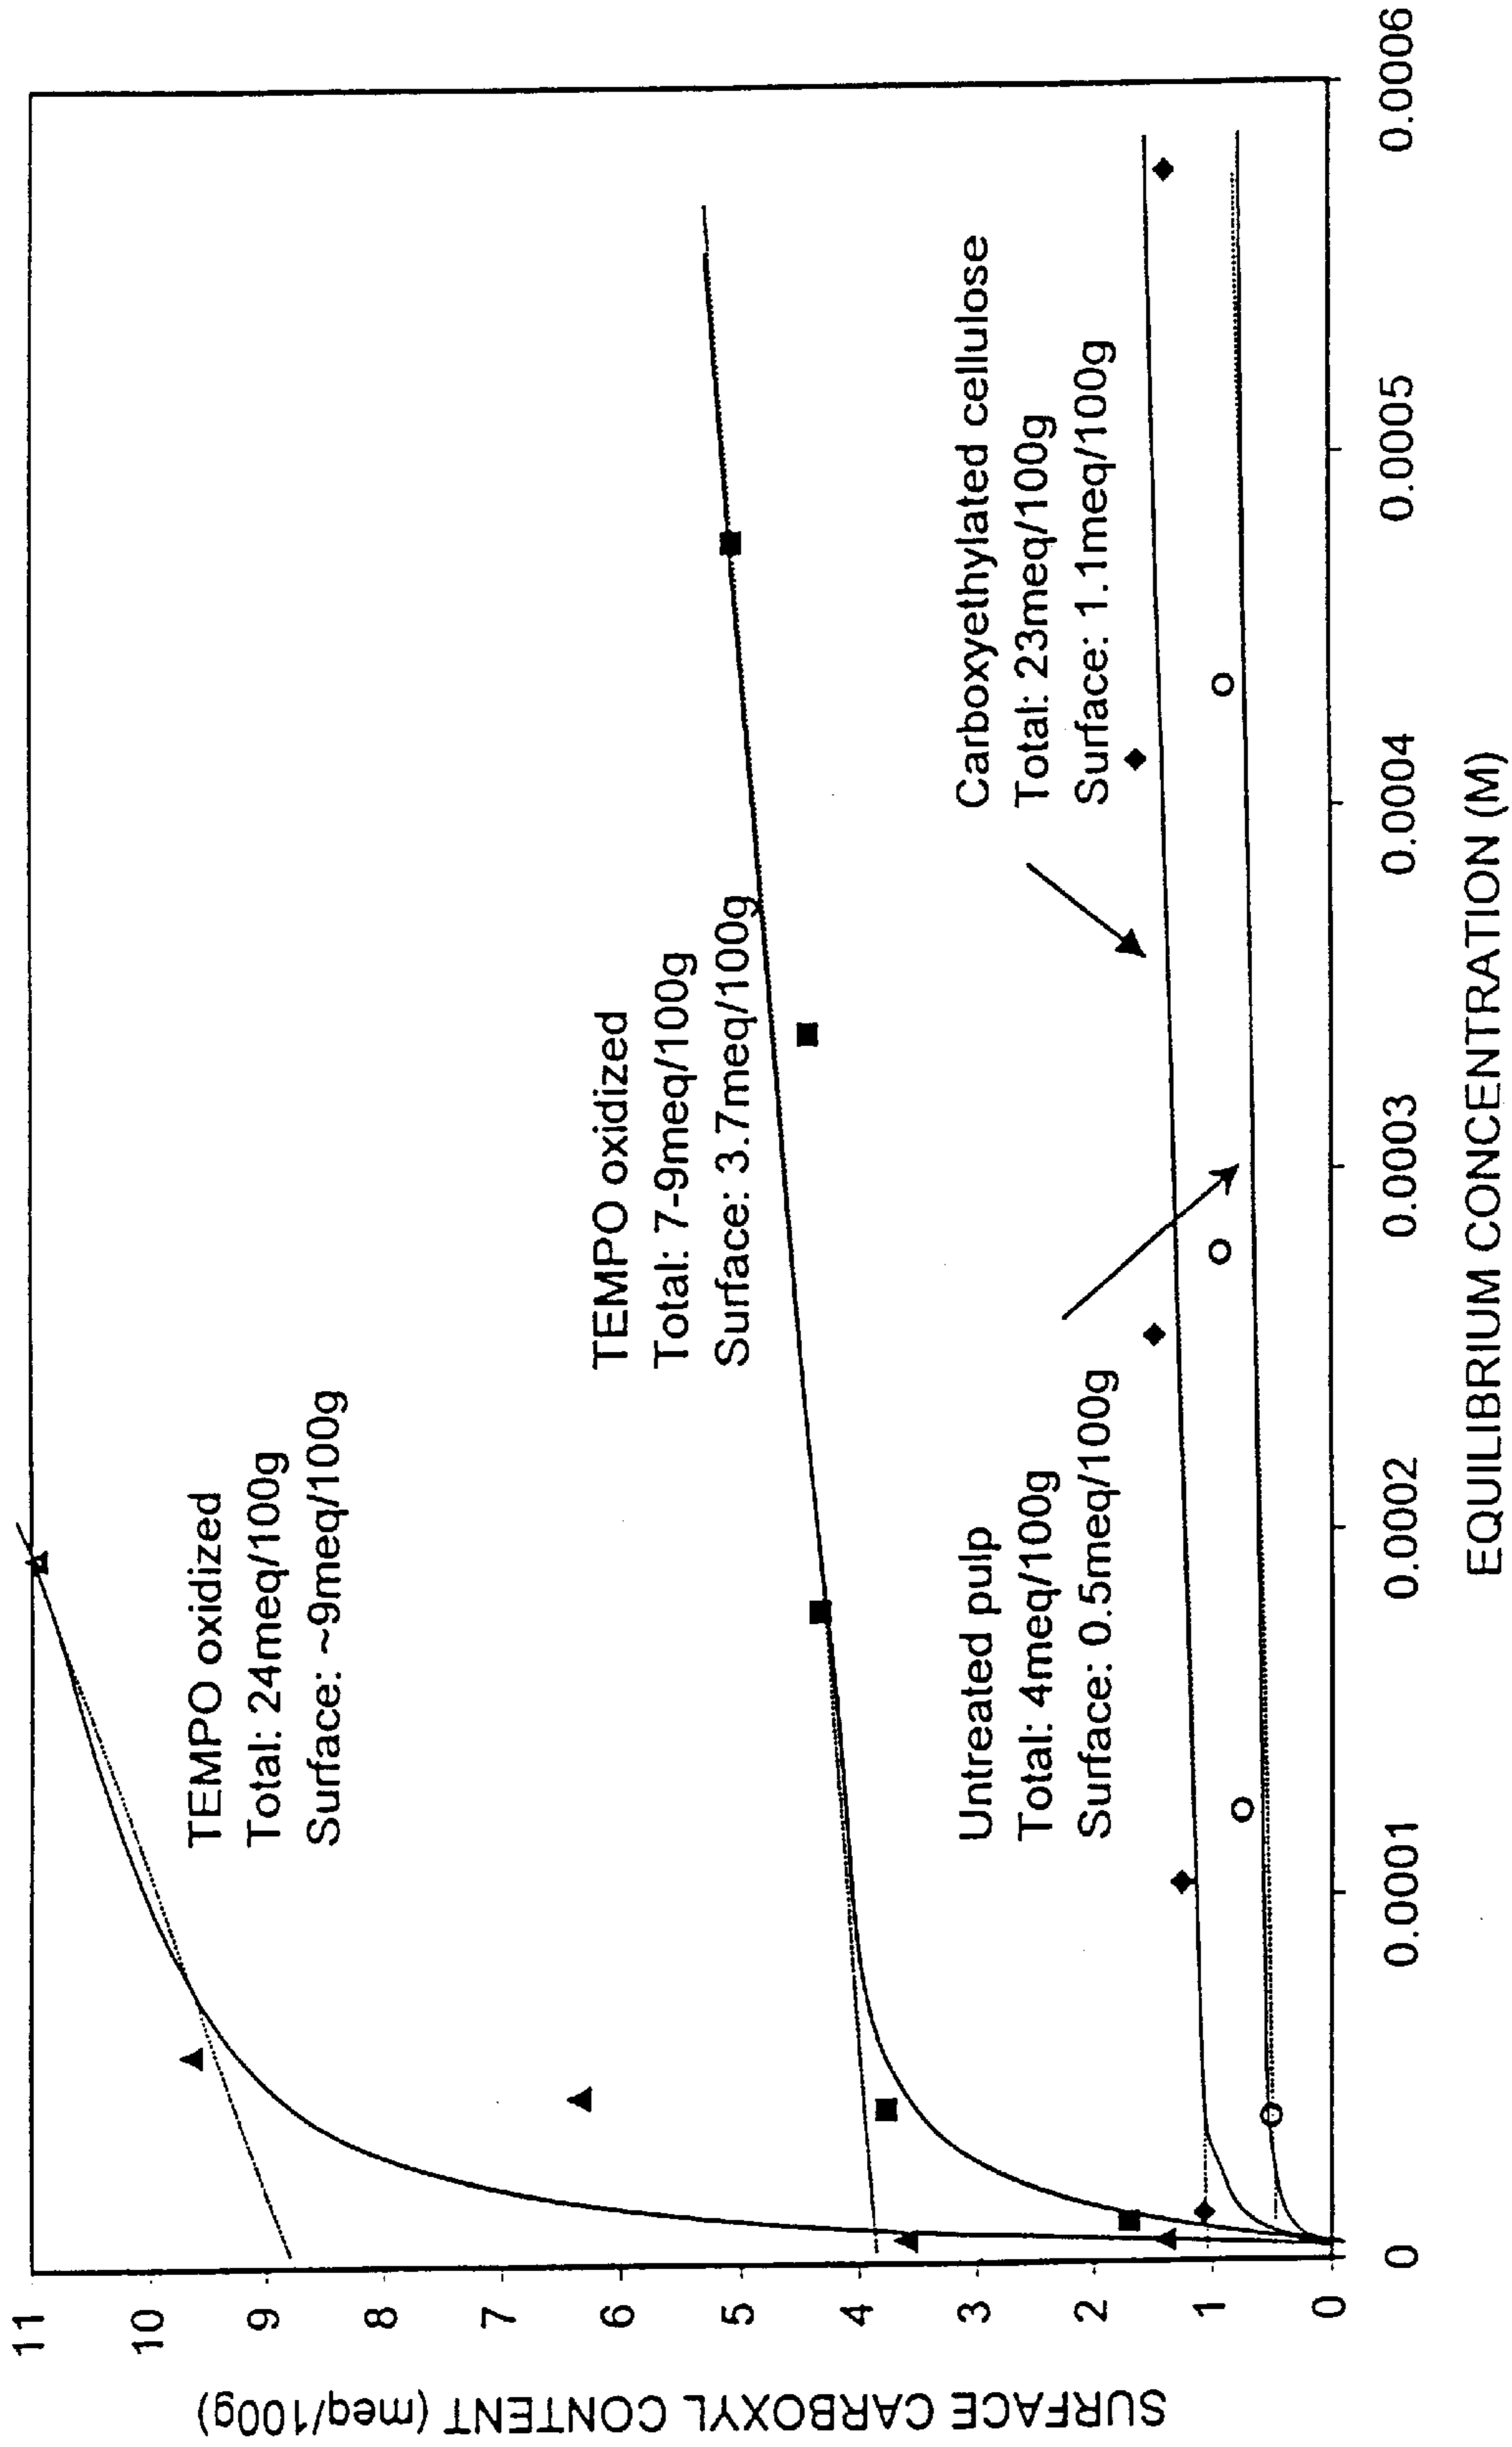 SURFACE CARBOXYL CONTENT (meq/100g)
11
10
9
8
7
6
5
4
3
2
1
0
TEMPO oxidized
Total: 24meq/100g
Surface: ~9meq/100g
TEMPO oxidized
Total: 7-9meq/100g
Surface: 3.7meq/100g
Untreated pulp
Total: 4meq/100g
Surface: 0.5meq/100g
Carboxyethylated cellulose
Total: 23meq/100g
Surface: 1.1meq/100g
0
0.0001
0.0002
0.0003
0.0004
0.0005
0.0006
EQUILIBRIUM CONCENTRATION (M)